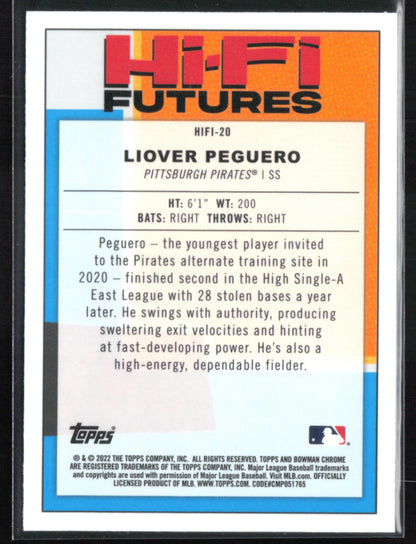 Hi-Fi
FUTURES
HIFI-20
LIOVER PEGUERO
PITTSBURGH PIRATES® | SS
HT: 6'1" WT: 200
BATS: RIGHT THROWS: RIGHT
Peguero – the youngest player invited
to the Pirates alternate training site in
2020 – finished second in the High Single-A
East League with 28 stolen bases a year
later. He swings with authority, producing
sweltering exit velocities and hinting
at fast-developing power. He's also a
high-energy, dependable fielder.
Topps
® & © 2022 THE TOPPS COMPANY, INC. ALL RIGHTS RESERVED. TOPPS AND BOWMAN CHROME
ARE REGISTERED TRADEMARKS OF THE TOPPS COMPANY, INC. Major League Baseball trademarks
and copyrights are used with permission of Major League Baseball. Visit MLB.com. OFFICIALLY
LICENSED PRODUCT OF MLB. WWW.TOPPS.COM. CODE#CMP051765